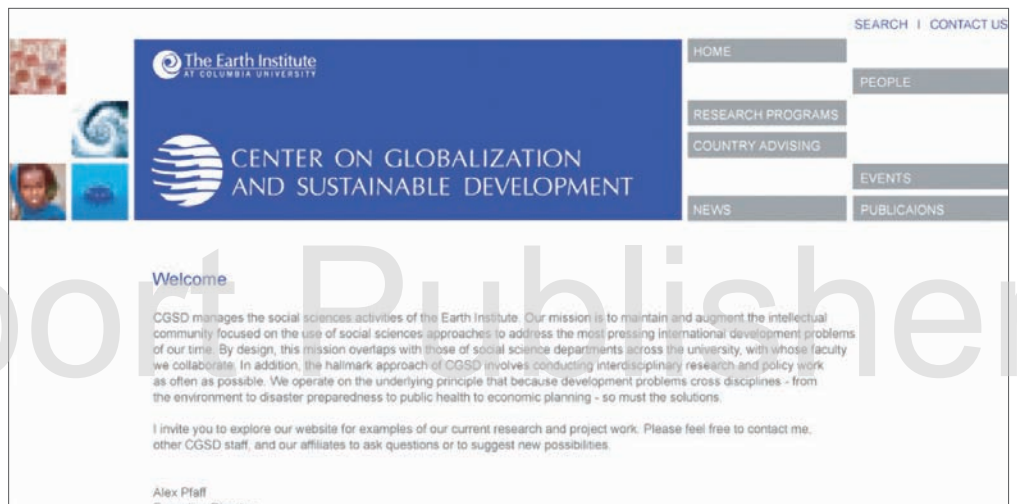 SEARCH | CONTACT US
The Earth Institute
AT COLUMBIA UNIVERSITY
HOME
PEOPLE
RESEARCH PROGRAMS
CENTER ON GLOBALIZATION
AND SUSTAINABLE DEVELOPMENT
COUNTRY ADVISING
EVENTS
NEWS
PUBLICAIONS
ort Publisher
Welcome
CGSD manages the social sciences activities of the Earth Institute. Our mission is to maintain and augment the intellectual
community focused on the use of social sciences approaches to address the most pressing international development problems
of our time. By design, this mission overlaps with those of social science departments across the university, with whose faculty
we collaborate. In addition, the hallmark approach of CGSD involves conducting interdisciplinary research and policy work
as often as possible. We operate on the underlying principle that because development problems cross disciplines - from
the environment to disaster preparedness to public health to economic planning - so must the solutions.
I invite you to explore our website for examples of our current research and project work. Please feel free to contact me,
other CGSD staff, and our affiliates to ask questions or to suggest new possibilities.
Alex Pfaff